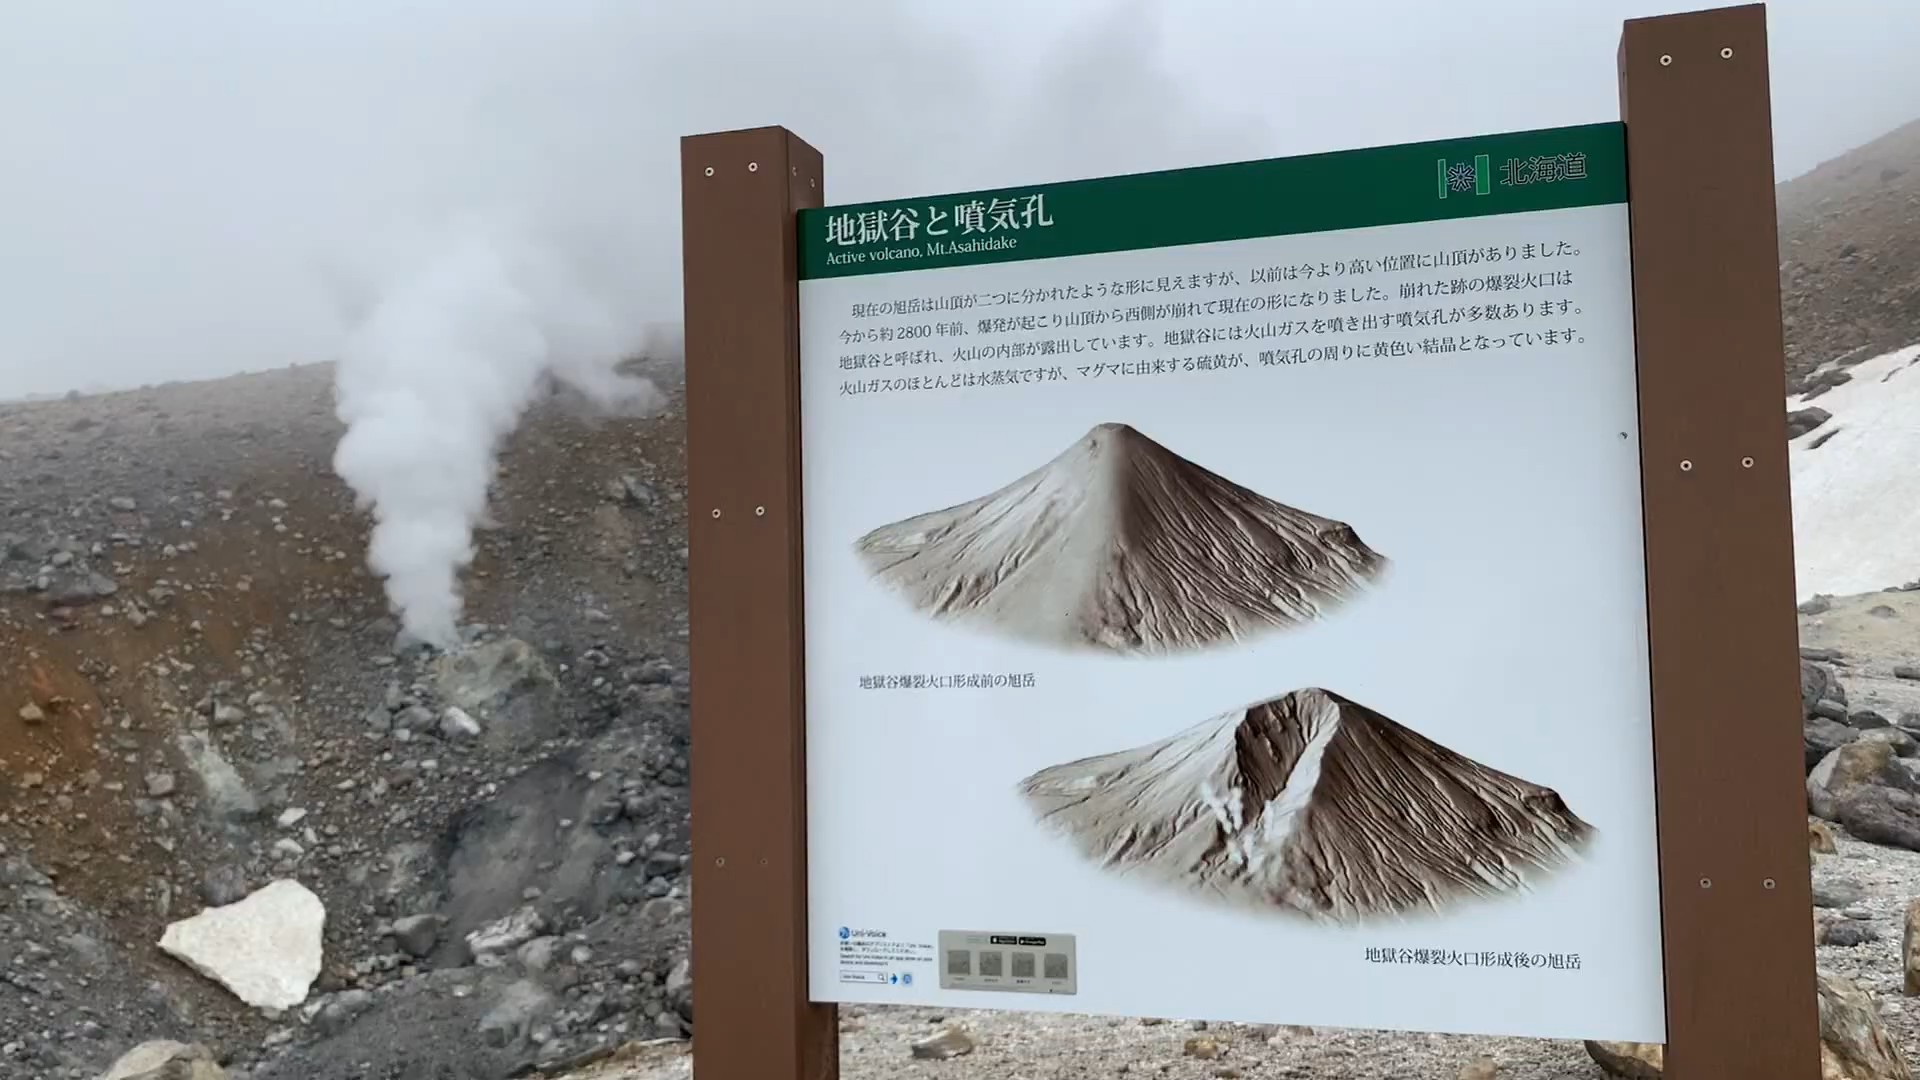 北海道
地獄谷と噴気孔
Active volcano, Mt.Asahidake
現在の旭岳は山頂が二つに分かれたような形に見えますが、以前は今より高い位置に山頂がありました。
今から約2800年前、爆発が起こり山頂から西側が崩れて現在の形になりました。崩れた跡の爆裂火口は
地獄谷と呼ばれ、火山の内部が露出しています。地獄谷には火山ガスを噴き出す噴気孔が多数あります。
火山ガスのほとんどは水蒸気ですが、マグマに由来する硫黄が、噴気孔の周りに黄色い結晶となっています。
地獄谷爆裂火口形成前の旭岳
地獄谷爆裂火口形成後の旭岳
Uni-Voice